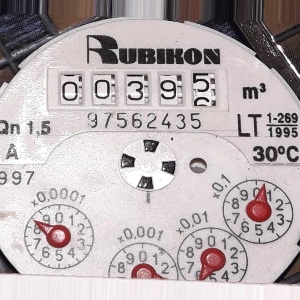 RUBIKON
00395 m³
Qn 1,5 97562435 LT 1-269 1995
A 30°C
997
x0,0001 x0,1
x0,001 x0,01